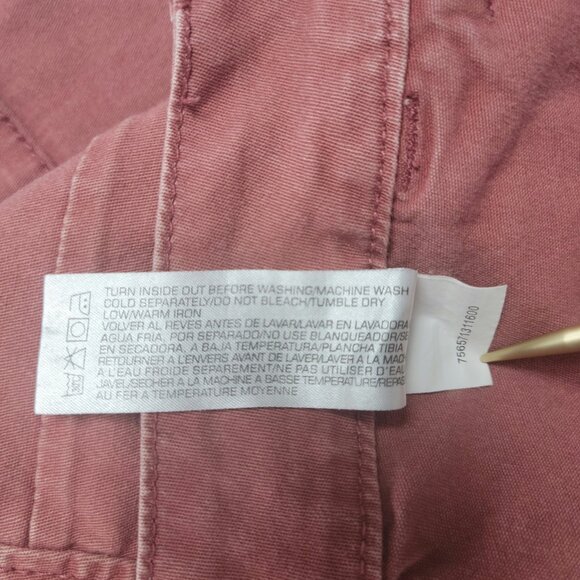 TURN INSIDE OUT BEFORE WASHING/MACHINE WASH
COLD SEPARATELY/DO NOT BLEACH/TUMBLE DRY
LOW/WARM IRON
VOLVER AL REVES ANTES DE LAVAR/LAVAR EN LAVADORA
AGUA FRIA, POR SEPARADO/NO USE BLANQUEADOR/SE
EN SECADORA, A BAJA TEMPERATURA/PLANCHA TIBIA
RETOURNER A L'ENVERS AVANT DE LAVER/LAVER A LA MACH
A L'EAU FROIDE SEPAREMENT/NE PAS UTILISER D'EAU
JAVEL/SECHER A LA MACHINE A BASSE TEMPERATURE/REPAS
AU FER A TEMPERATURE MOYENNE
7565/1311600